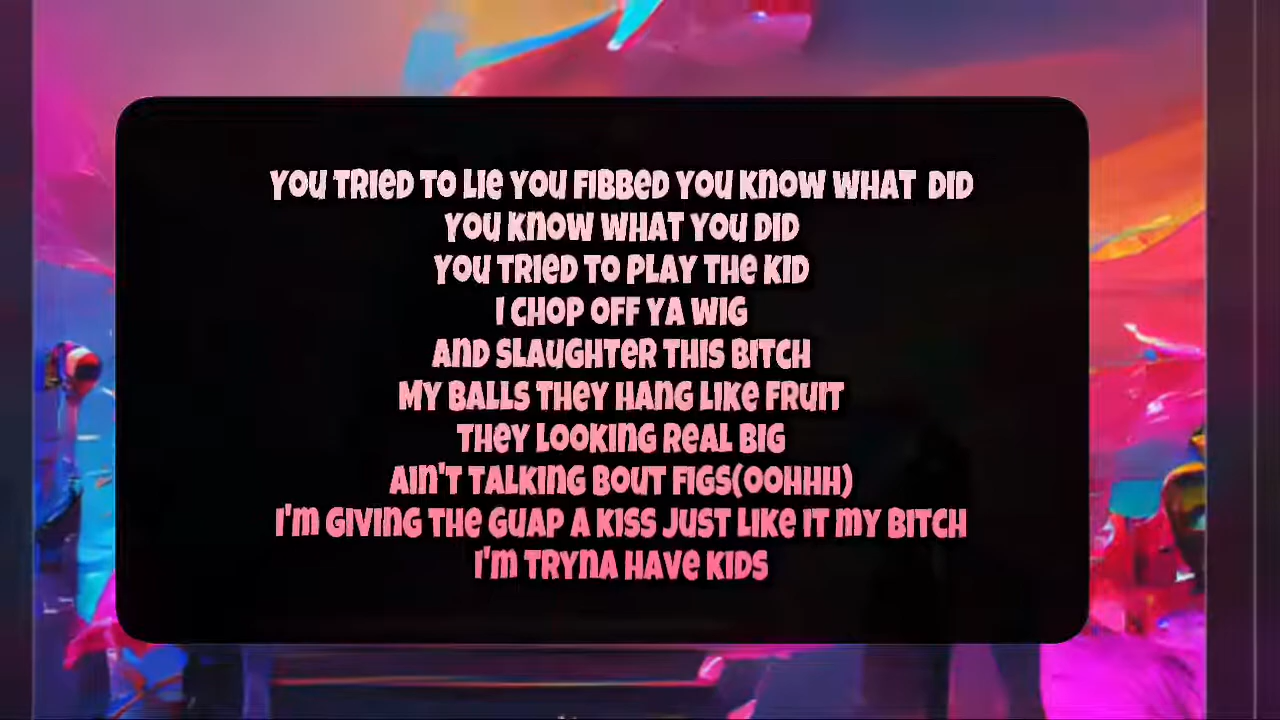 YOU TRIED TO LIE YOU FIBBED YOU KNOW WHAT DID
YOU KNOW WHAT YOU DID
YOU TRIED TO PLAY THE KID
I CHOP OFF YA WIG
AND SLAUGHTER THIS BITCH
MY BALLS THEY HANG LIKE FRUIT
THEY LOOKING REAL BIG
AIN'T TALKING BOUT FIGS(OOHHH)
I'M GIVING THE GUAP A KISS JUST LIKE IT MY BITCH
I'M TRYNA HAVE KIDS